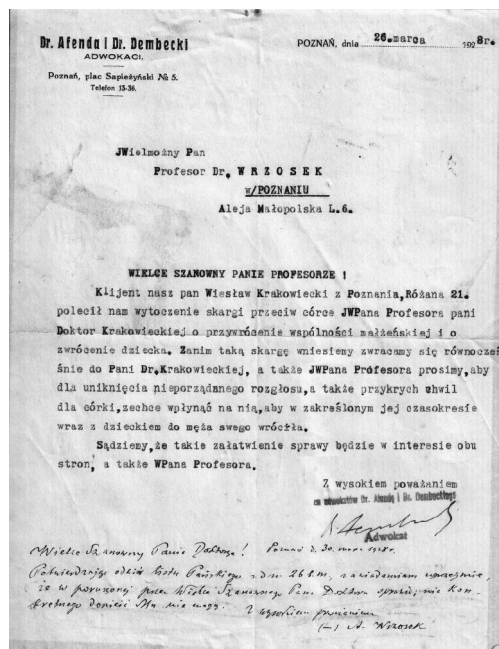 Dr. Afenda i Dr. Dembecki
ADWOKACI.
Poznań, plac Sapieżyński № 5.
Telefon 13-36.
POZNAŃ, dnia 26.marca 1928r.
JWielmożny Pan
Profesor Dr. WRZOSEK
w/POZNANIU
Aleja Małopolska L.6.
WIELCE SZANOWNY PANIE PROFESORZE !
Klijent nasz pan Wiesław Krakowiecki z Poznania,Różana 21.
polecił nam wytoczenie skargi przeciw córce JWPana Profesora pani
Doktor Krakowieckiej o przywrócenie wspólności małżeńskiej i o
zwrócenie dziecka. Zanim taką skargę wniesiemy zwracamy się równocze
śnie do Pani Dr.Krakowieckiej, a także JWPana Profesora prosimy,aby
dla uniknięcia nieporządanego rozgłosu,a także przykrych chwil
dla córki,zechce wpłynąć na nią,aby w zakreślonym jej czasokresie
wraz z dzieckiem do męża swego wróciła.
Sądziemy,że takie załatwienie sprawy będzie w interesie obu
stron, a także WPana Profesora.
Z wysokiem poważaniem
za adwokatów Dr. Afendę i Dr. Dembeckiego
Adwokat
Wielce Szanowny Panie Doktorze! Poznań d. 30. marca 1928 r.
Potwierdzając odbiór listu Pańskiego z dn 26 b.m, zawiadamiam uprzejmie,
że w poruszonej przez Wielce Szanownego Pana Doktora sprawie, nic kon-
kretnego donieść Mu nie mogę. Z wysokiem
(–) A. Wrzosek